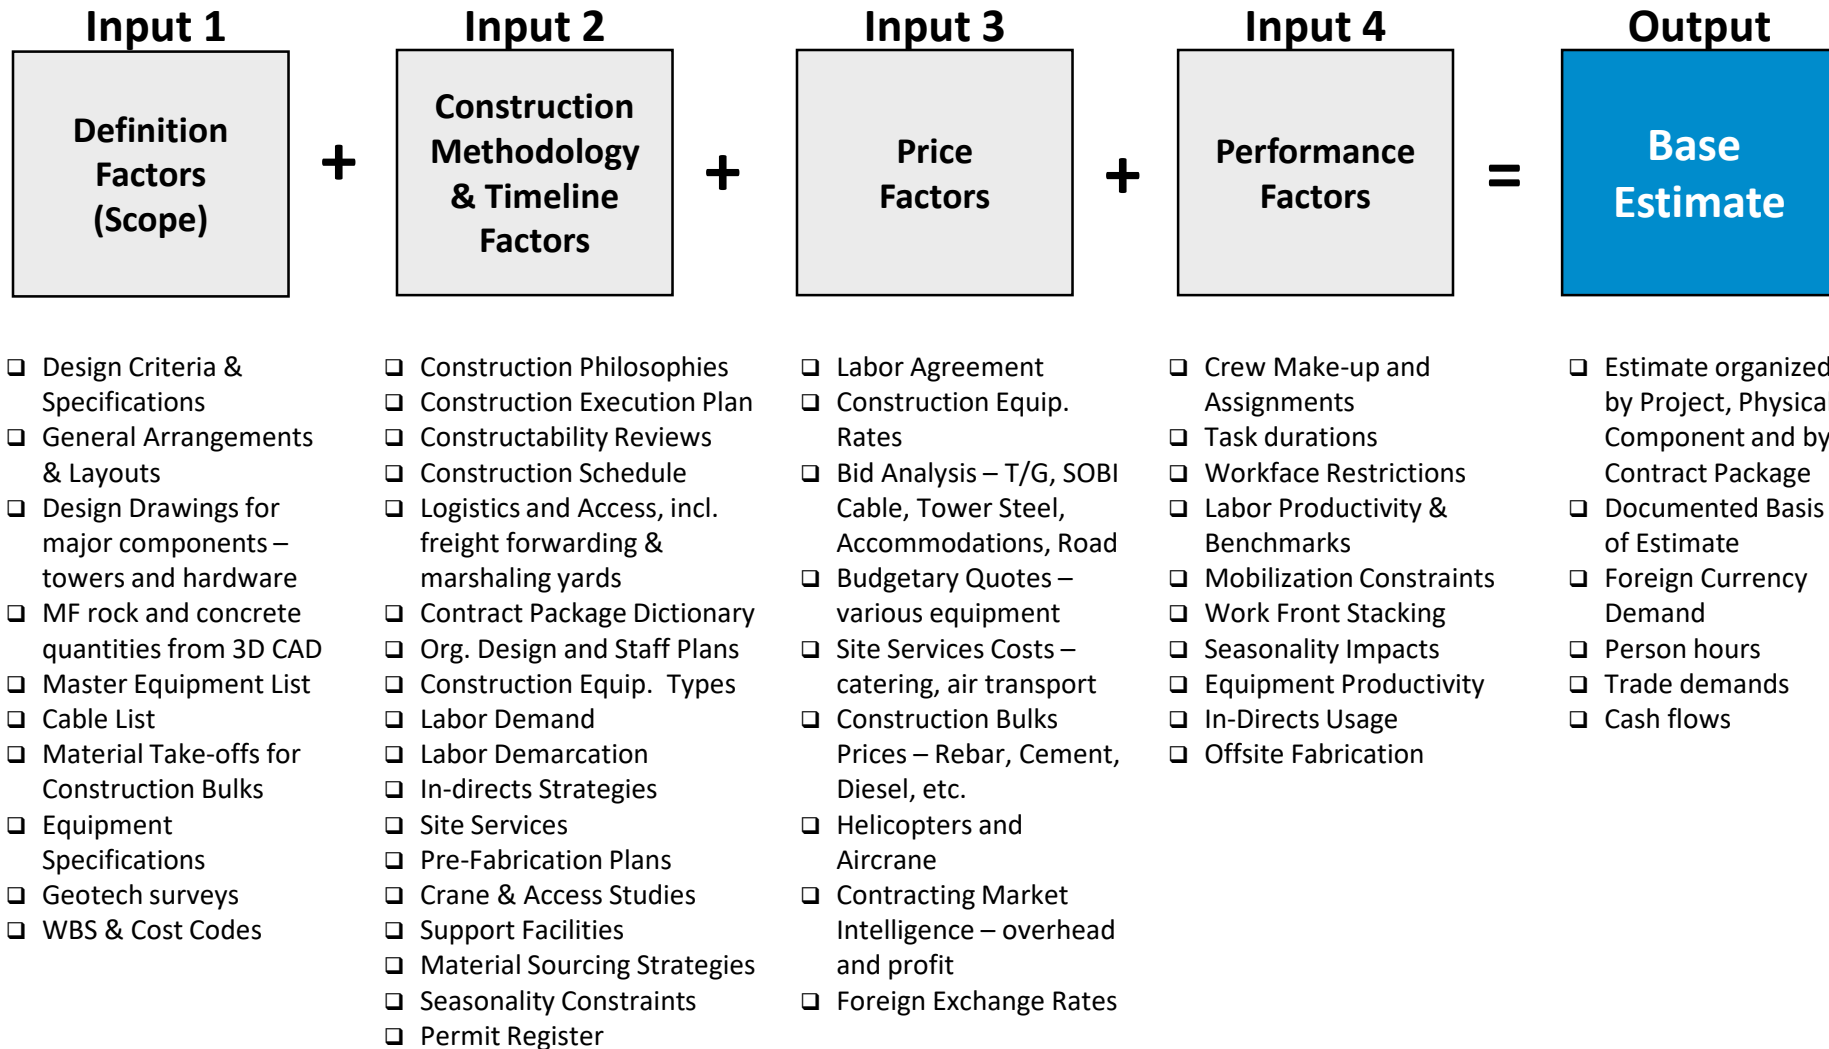 Input 1
Definition
Factors
(Scope)
❑ Design Criteria &
Specifications
❑ General Arrangements
& Layouts
❑ Design Drawings for
major components –
towers and hardware
❑ MF rock and concrete
quantities from 3D CAD
❑ Master Equipment List
❑ Cable List
❑ Material Take-offs for
Construction Bulks
❑ Equipment
Specifications
❑ Geotech surveys
❑ WBS & Cost Codes
+
Input 2
Construction
Methodology
& Timeline
Factors
❑ Construction Philosophies
❑ Construction Execution Plan
❑ Constructability Reviews
❑ Construction Schedule
❑ Logistics and Access, incl.
freight forwarding &
marshaling yards
❑ Contract Package Dictionary
❑ Org. Design and Staff Plans
❑ Construction Equip. Types
❑ Labor Demand
❑ Labor Demarcation
❑ In-directs Strategies
❑ Site Services
❑ Pre-Fabrication Plans
❑ Crane & Access Studies
❑ Support Facilities
❑ Material Sourcing Strategies
❑ Seasonality Constraints
❑ Permit Register
+
Input 3
Price
Factors
❑ Labor Agreement
❑ Construction Equip.
Rates
❑ Bid Analysis – T/G, SOBI
Cable, Tower Steel,
Accommodations, Road
❑ Budgetary Quotes –
various equipment
❑ Site Services Costs –
catering, air transport
❑ Construction Bulks
Prices – Rebar, Cement,
Diesel, etc.
❑ Helicopters and
Aircrane
❑ Contracting Market
Intelligence – overhead
and profit
❑ Foreign Exchange Rates
+
Input 4
Performance
Factors
❑ Crew Make-up and
Assignments
❑ Task durations
❑ Workface Restrictions
❑ Labor Productivity &
Benchmarks
❑ Mobilization Constraints
❑ Work Front Stacking
❑ Seasonality Impacts
❑ Equipment Productivity
❑ In-Directs Usage
❑ Offsite Fabrication
=
Output
Base
Estimate
❑ Estimate organized
by Project, Physical
Component and by
Contract Package
❑ Documented Basis
of Estimate
❑ Foreign Currency
Demand
❑ Person hours
❑ Trade demands
❑ Cash flows